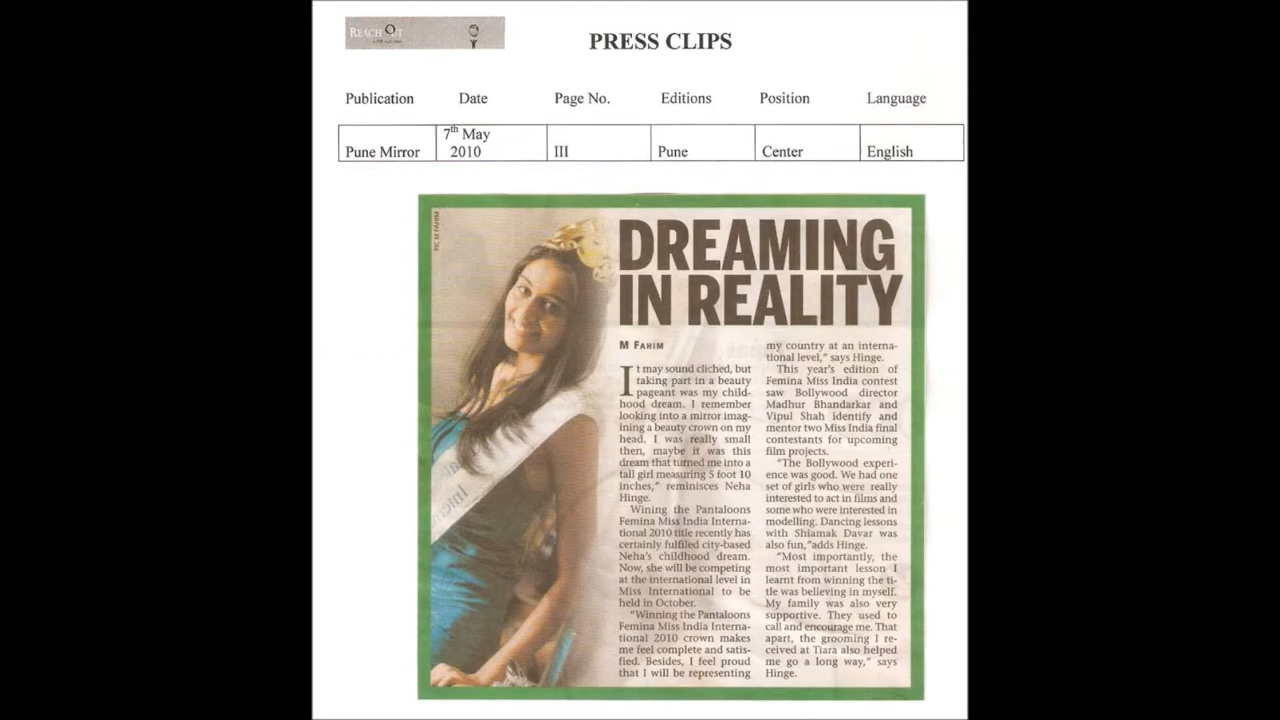 REACH OUT
PRESS CLIPS
Publication Date Page No. Editions Position Language
Pune Mirror 7th May 2010 III Pune Center English
PIC M FAHIM
DREAMING
IN REALITY
M FAHIM
It may sound cliched, but
taking part in a beauty
pageant was my child-
hood dream. I remember
looking into a mirror imag-
ining a beauty crown on my
head. I was really small
then, maybe it was this
dream that turned me into a
tall girl measuring 5 foot 10
inches,” reminisces Neha
Hinge.
Wining the Pantaloons
Femina Miss India Interna-
tional 2010 title recently has
certainly fulfiled city-based
Neha's childhood dream.
Now, she will be competing
at the international level in
Miss International to be
held in October.
“Winning the Pantaloons
Femina Miss India Interna-
tional 2010 crown makes
me feel complete and satis-
fied. Besides, I feel proud
that I will be representing
my country at an interna-
tional level,” says Hinge.
This year's edition of
Femina Miss India contest
saw Bollywood director
Madhur Bhandarkar and
Vipul Shah identify and
mentor two Miss India final
contestants for upcoming
film projects.
“The Bollywood experi-
ence was good. We had one
set of girls who were really
interested to act in films and
some who were interested in
modelling. Dancing lessons
with Shiamak Davar was
also fun,”adds Hinge.
“Most importantly, the
most important lesson I
learnt from winning the ti-
tle was believing in myself.
My family was also very
supportive. They used to
call and encourage me. That
apart, the grooming I re-
ceived at Tiara also helped
me go a long way,” says
Hinge.